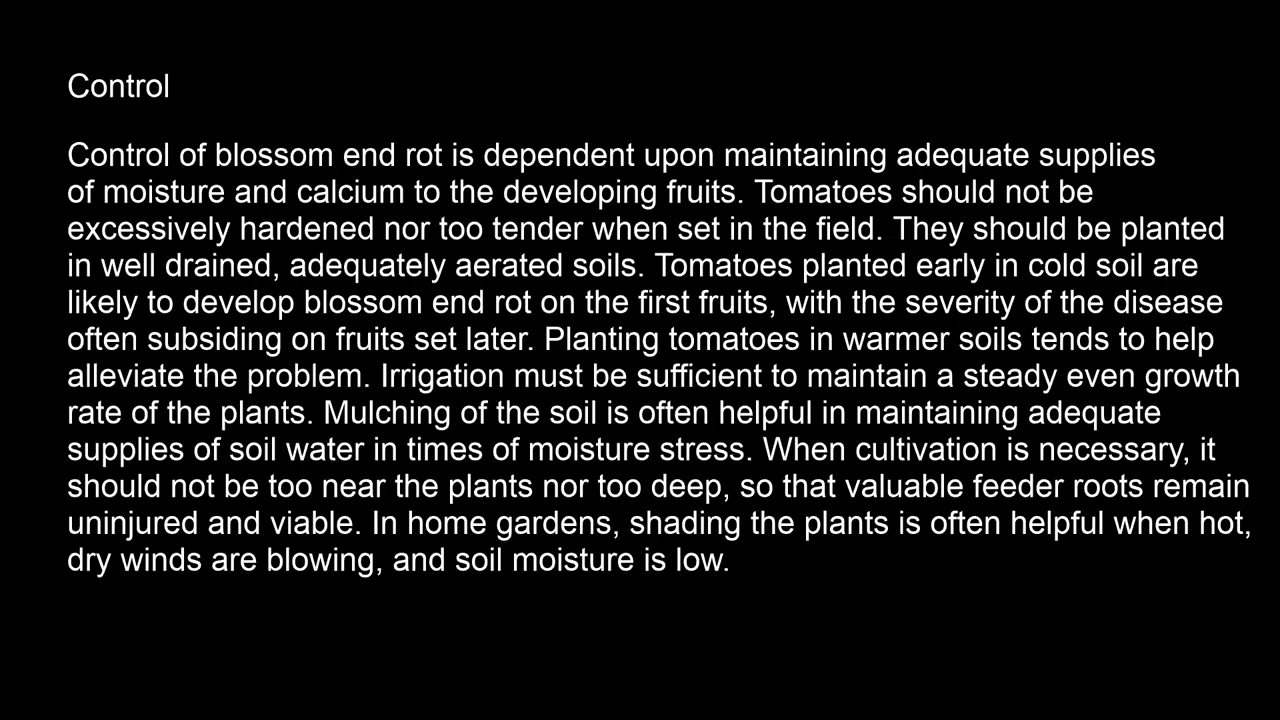 Control
Control of blossom end rot is dependent upon maintaining adequate supplies
of moisture and calcium to the developing fruits. Tomatoes should not be
excessively hardened nor too tender when set in the field. They should be planted
in well drained, adequately aerated soils. Tomatoes planted early in cold soil are
likely to develop blossom end rot on the first fruits, with the severity of the disease
often subsiding on fruits set later. Planting tomatoes in warmer soils tends to help
alleviate the problem. Irrigation must be sufficient to maintain a steady even growth
rate of the plants. Mulching of the soil is often helpful in maintaining adequate
supplies of soil water in times of moisture stress. When cultivation is necessary, it
should not be too near the plants nor too deep, so that valuable feeder roots remain
uninjured and viable. In home gardens, shading the plants is often helpful when hot,
dry winds are blowing, and soil moisture is low.